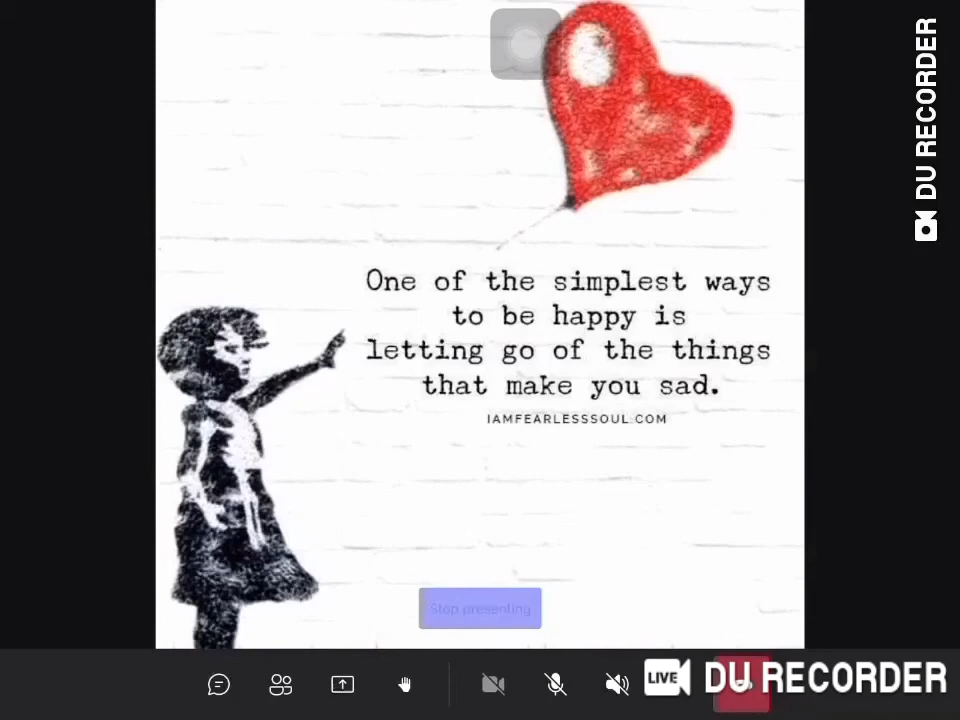 DU RECORDER
One of the simplest ways
to be happy is
letting go of the things
that make you sad.
IAMFEARLESSSOUL.COM
Stop presenting
LIVE DU RECORDER